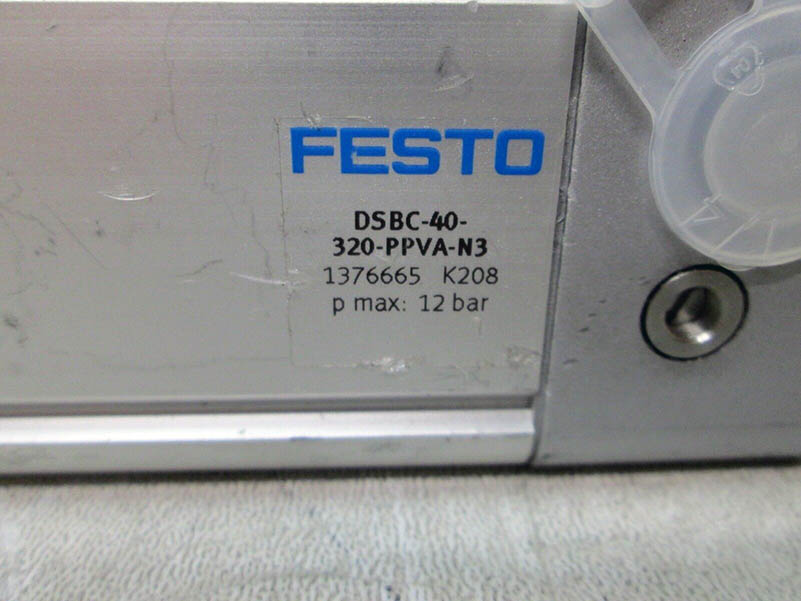 FESTO
DSBC-40-
320-PPVA-N3
1376665 K208
p max: 12 bar